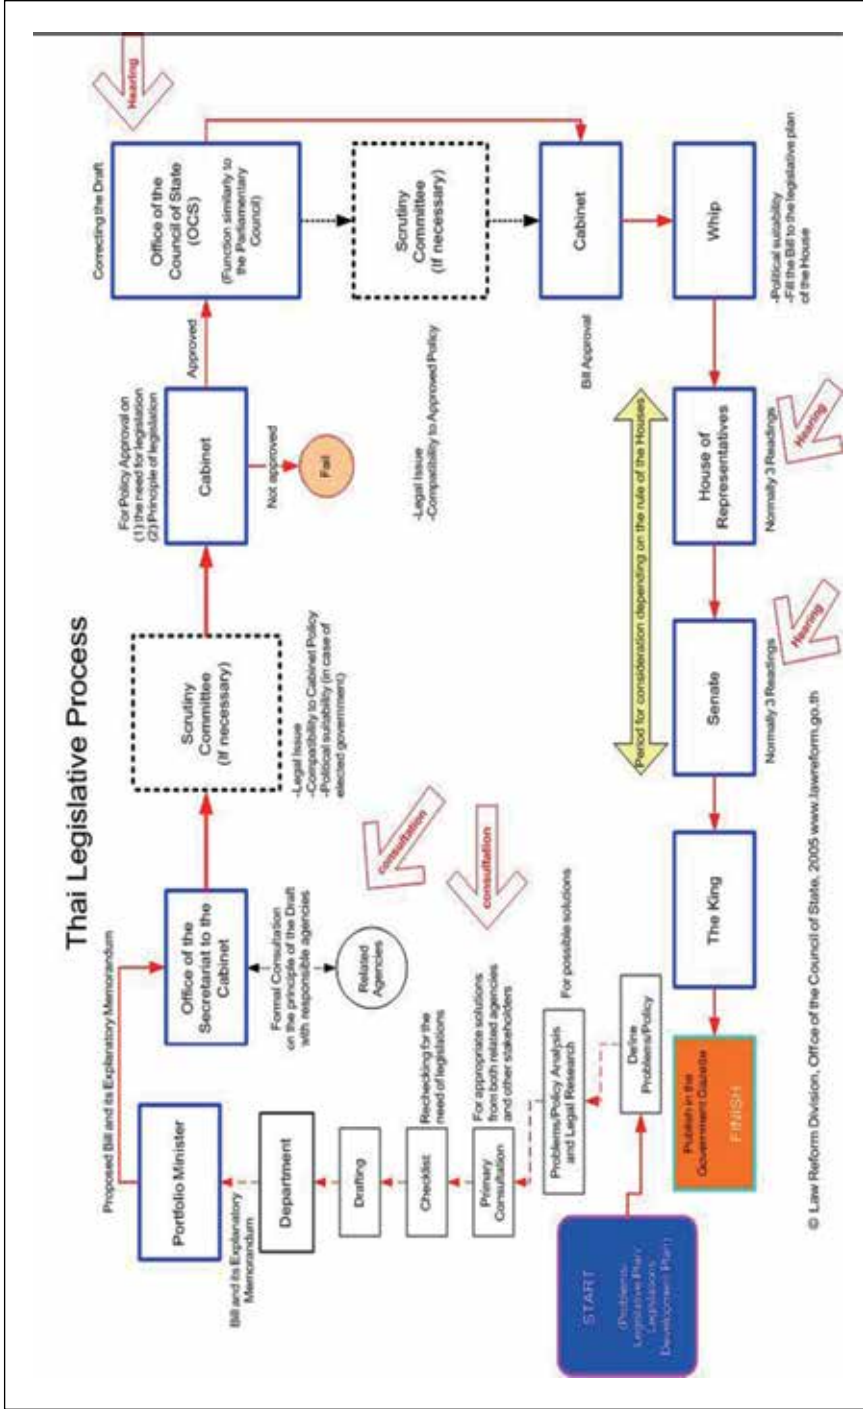 Thai Legislative Process
START
(Problems/
Legislative Plan/
Legislations
Development Plan)
Define
Problems/Policy
Problems/Policy Analysis
and Legal Research
For possible solutions
Primary
Consultation
For appropriate solutions
from both related agencies
and other stakeholders
consultation
Checklist
Rechecking for the
need of legislations
Drafting
Department
Bill and its Explanatory
Memorandum
Portfolio Minister
Proposed Bill and its Explanatory Memorandum
Office of the
Secretariat to the
Cabinet
Formal Consultation
on the principle of the Draft
with responsible agencies
Related
Agencies
consultation
Scrutiny
Committee
(If necessary)
-Legal Issue
-Compatibility to Cabinet Policy
-Political suitability (in case of
elected government)
For Policy Approval on
(1) the need for legislation
(2) Principle of legislation
Cabinet
Not approved
Fail
Approved
Correcting the Draft
Office of the
Council of State
(OCS)
(Function similarly to
the Parliamentary
Council)
Hearing
Scrutiny
Committee
(If necessary)
-Legal Issue
-Compatibility to Approved Policy
Cabinet
Bill Approval
Whip
-Political suitability
-Fill the Bill to the legislative plan
of the House
Period for consideration depending on the rule of the Houses
House of
Representatives
Normally 3 Readings
Hearing
Senate
Normally 3 Readings
Hearing
The King
Publish in the
Government Gazette
FINISH
© Law Reform Division, Office of the Council of State, 2005 www.lawreform.go.th